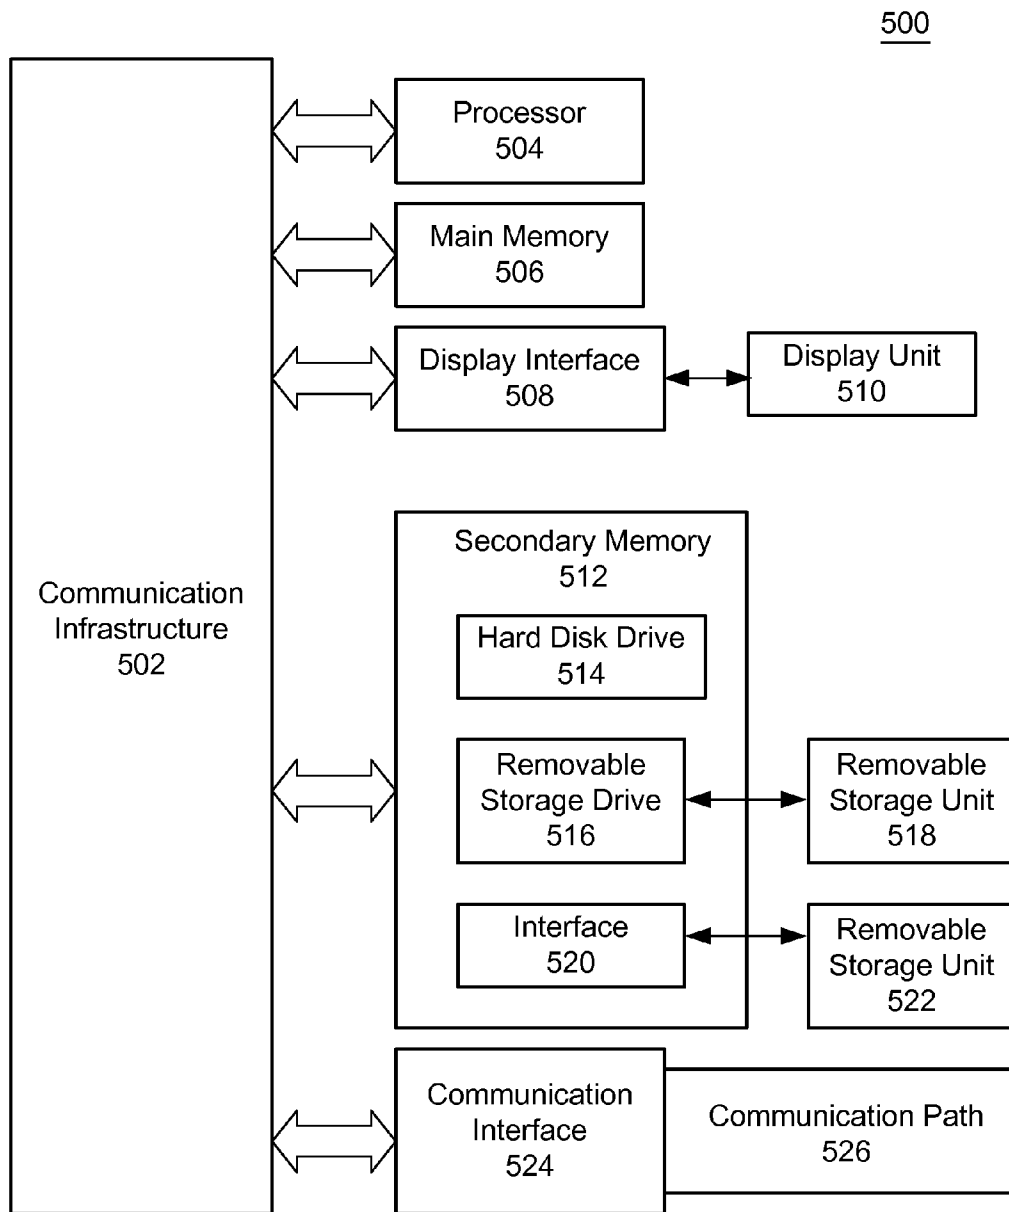 500
Processor
504
Main Memory
506
Display Interface
508
Display Unit
510
Communication
Infrastructure
502
Secondary Memory
512
Hard Disk Drive
514
Removable
Storage Drive
516
Removable
Storage Unit
518
Interface
520
Removable
Storage Unit
522
Communication
Interface
524
Communication Path
526